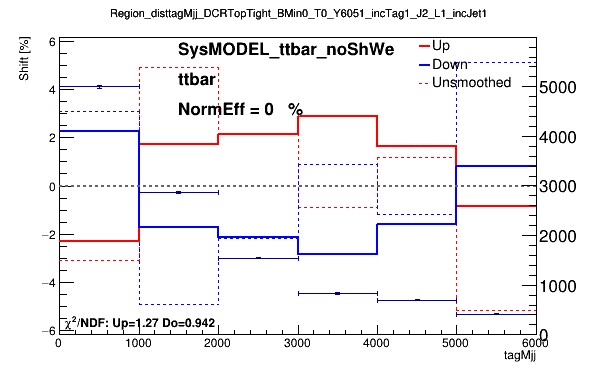 Region_disttagMjj_DCRTopTight_BMin0_T0_Y6051_incTag1_J2_L1_incJet1
Shift [%]
SysMODEL_ttbar_noShWe
ttbar
NormEff = 0 %
Up
Down
Unsmoothed
6
4
2
0
−2
−4
−6
5000
4000
3000
2000
1000
0
χ²/NDF: Up=1.27 Do=0.942
0 1000 2000 3000 4000 5000 6000
tagMjj